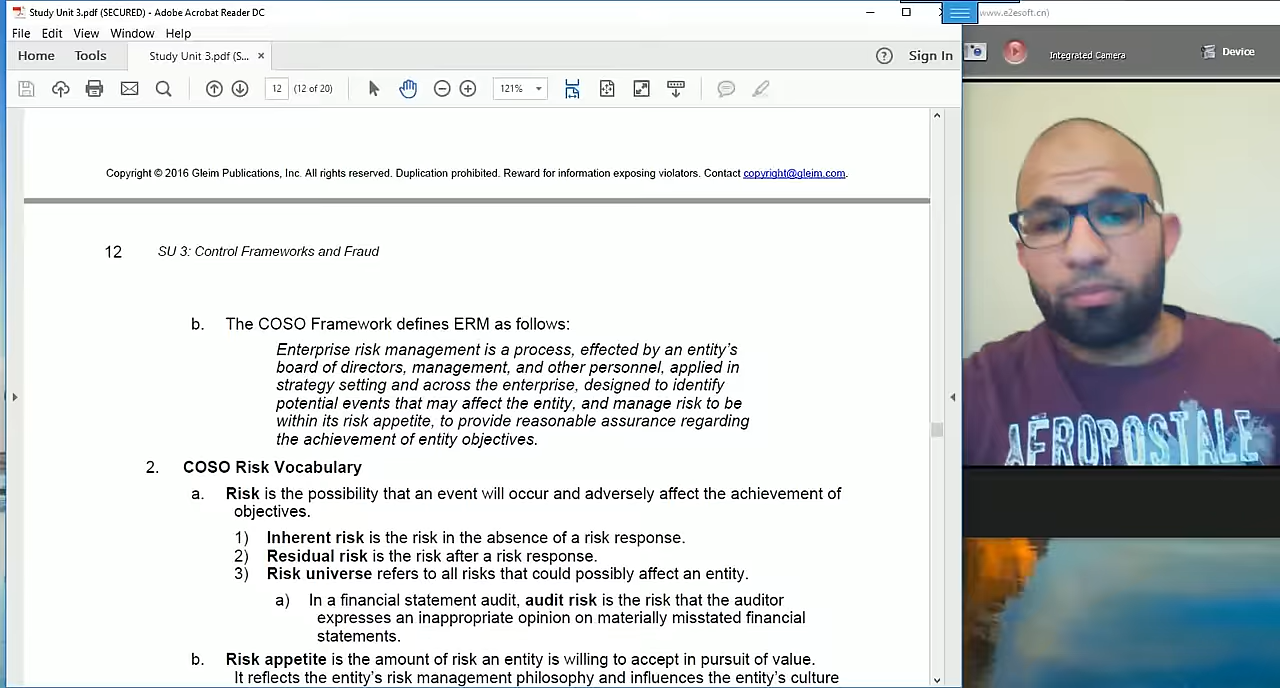 Study Unit 3.pdf (SECURED) - Adobe Acrobat Reader DC
www.e2esoft.cn)
File Edit View Window Help
Home Tools Study Unit 3.pdf (S... × Sign In
Integrated Camera Device
12 (12 of 20) 121%
Copyright © 2016 Gleim Publications, Inc. All rights reserved. Duplication prohibited. Reward for information exposing violators. Contact copyright@gleim.com.
12 SU 3: Control Frameworks and Fraud
b. The COSO Framework defines ERM as follows:
Enterprise risk management is a process, effected by an entity's
board of directors, management, and other personnel, applied in
strategy setting and across the enterprise, designed to identify
potential events that may affect the entity, and manage risk to be
within its risk appetite, to provide reasonable assurance regarding
the achievement of entity objectives.
2. COSO Risk Vocabulary
a. Risk is the possibility that an event will occur and adversely affect the achievement of
objectives.
1) Inherent risk is the risk in the absence of a risk response.
2) Residual risk is the risk after a risk response.
3) Risk universe refers to all risks that could possibly affect an entity.
a) In a financial statement audit, audit risk is the risk that the auditor
expresses an inappropriate opinion on materially misstated financial
statements.
b. Risk appetite is the amount of risk an entity is willing to accept in pursuit of value.
It reflects the entity's risk management philosophy and influences the entity's culture
AÉROPOSTALE